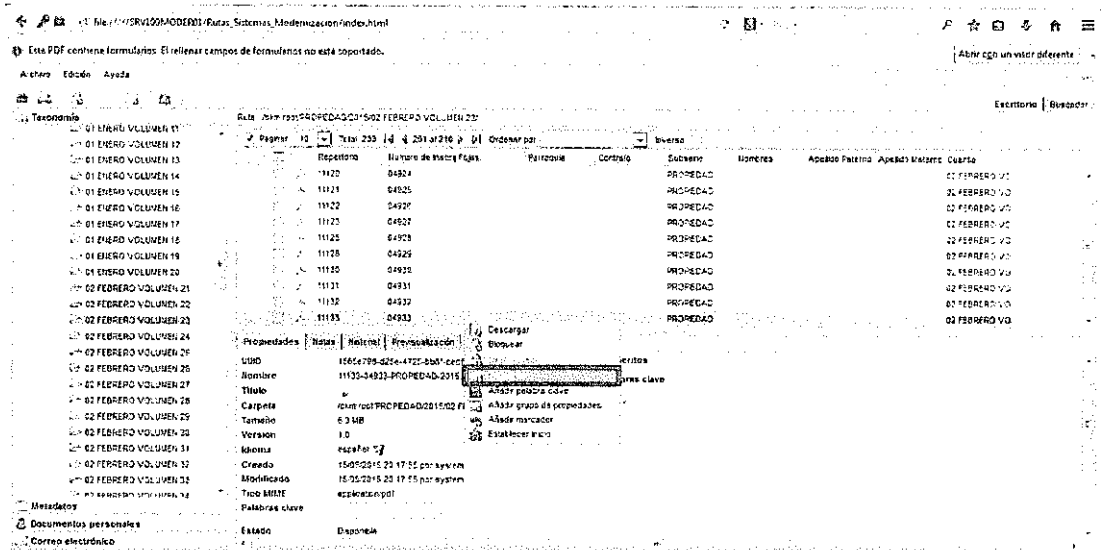 file:////SRV100MODER01/Rutas_Sistemas_Modernizacion/index.html
Este PDF contiene formularios. El rellenar campos de formularios no está soportado.
Abrir con un visor diferente
Archivo Edición Ayuda
Escritorio Buscador
Taxonomía
01 ENERO VOLUMEN 11
01 ENERO VOLUMEN 12
01 ENERO VOLUMEN 13
01 ENERO VOLUMEN 14
01 ENERO VOLUMEN 15
01 ENERO VOLUMEN 16
01 ENERO VOLUMEN 17
01 ENERO VOLUMEN 18
01 ENERO VOLUMEN 19
01 ENERO VOLUMEN 20
02 FEBRERO VOLUMEN 21
02 FEBRERO VOLUMEN 22
02 FEBRERO VOLUMEN 23
02 FEBRERO VOLUMEN 24
02 FEBRERO VOLUMEN 25
02 FEBRERO VOLUMEN 26
02 FEBRERO VOLUMEN 27
02 FEBRERO VOLUMEN 28
02 FEBRERO VOLUMEN 29
02 FEBRERO VOLUMEN 30
02 FEBRERO VOLUMEN 31
02 FEBRERO VOLUMEN 32
02 FEBRERO VOLUMEN 33
Metadatos
Documentos personales
Correo electrónico
Ruta: /okm:root/PROPIEDAD/2015/02 FEBRERO VOLUMEN 23/
Paginar 10 Total 233 Ordenar por Inverso
Repertorio Número de Inscrip Fojas Parroquia Contrato Subserie Nombres Apellido Paterno Apellido Materno Cuantía
11120 04924 PROPIEDAD 02 FEBRERO VO
11121 04925 PROPIEDAD 02 FEBRERO VO
11122 04926 PROPIEDAD 02 FEBRERO VO
11123 04927 PROPIEDAD 02 FEBRERO VO
11125 04928 PROPIEDAD 02 FEBRERO VO
11128 04929 PROPIEDAD 02 FEBRERO VO
11130 04930 PROPIEDAD 02 FEBRERO VO
11131 04931 PROPIEDAD 02 FEBRERO VO
11132 04932 PROPIEDAD 02 FEBRERO VO
11133 04933 PROPIEDAD 02 FEBRERO VO
Propiedades Notas Historial Previsualización
UUID
Nombre 11133-04933-PROPIEDAD-2015
Título
Carpeta /okm:root/PROPIEDAD/2015/02 FE
Tamaño 6.3 MB
Versión 1.0
Idioma español
Creado 15/05/2015 20:17:55 por system
Modificado 15/05/2015 20:17:55 por system
Tipo MIME application/pdf
Palabras clave
Estado Disponible
Descargar
Bloquear
Añadir palabra clave
Añadir grupo de propiedades
Añadir marcador
Establecer inicio